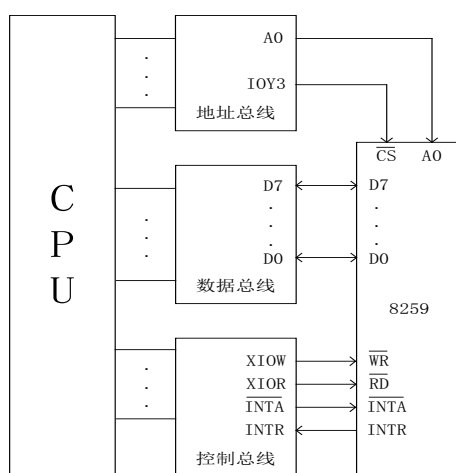 CPU
A0
IOY3
地址总线
D7
D0
数据总线
XIOW
XIOR
INTA
INTR
控制总线
CS A0
D7
D0
8259
WR
RD
INTA
INTR